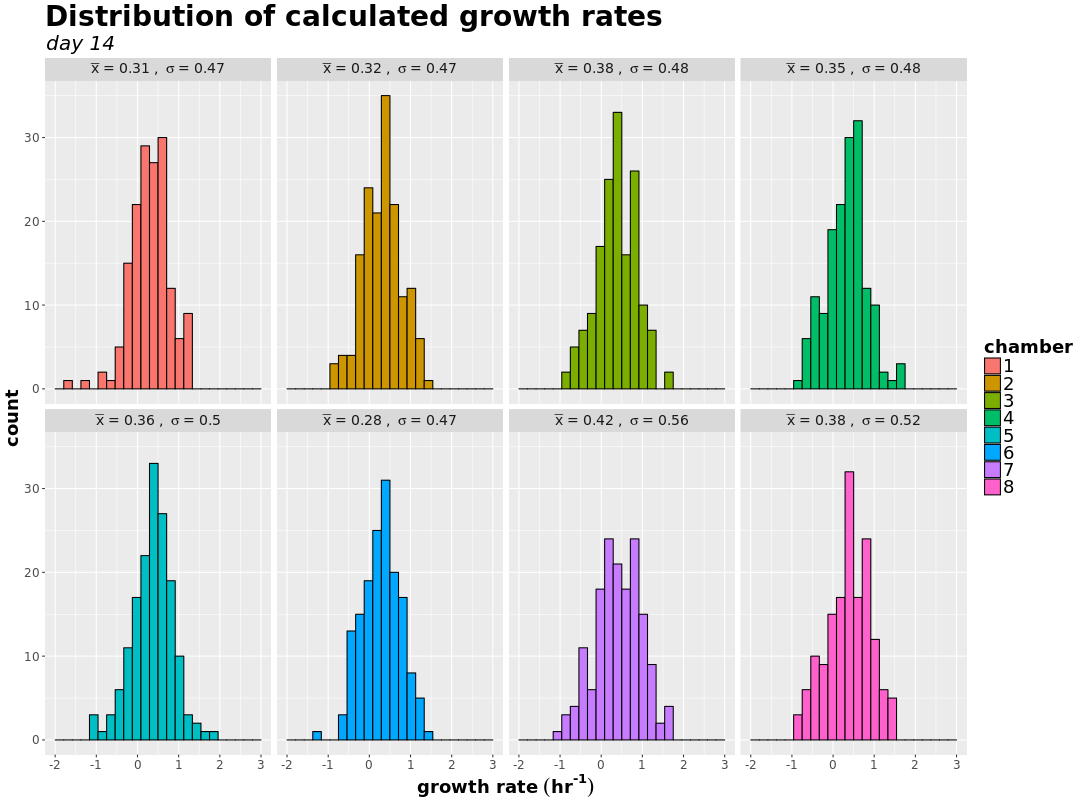 Distribution of calculated growth rates
day 14
x̅ = 0.31 , σ = 0.47
x̅ = 0.32 , σ = 0.47
x̅ = 0.38 , σ = 0.48
x̅ = 0.35 , σ = 0.48
30
20
10
0
x̅ = 0.36 , σ = 0.5
x̅ = 0.28 , σ = 0.47
x̅ = 0.42 , σ = 0.56
x̅ = 0.38 , σ = 0.52
30
20
10
0
-2 -1 0 1 2 3
-2 -1 0 1 2 3
-2 -1 0 1 2 3
-2 -1 0 1 2 3
count
growth rate (hr⁻¹)
chamber
1
2
3
4
5
6
7
8